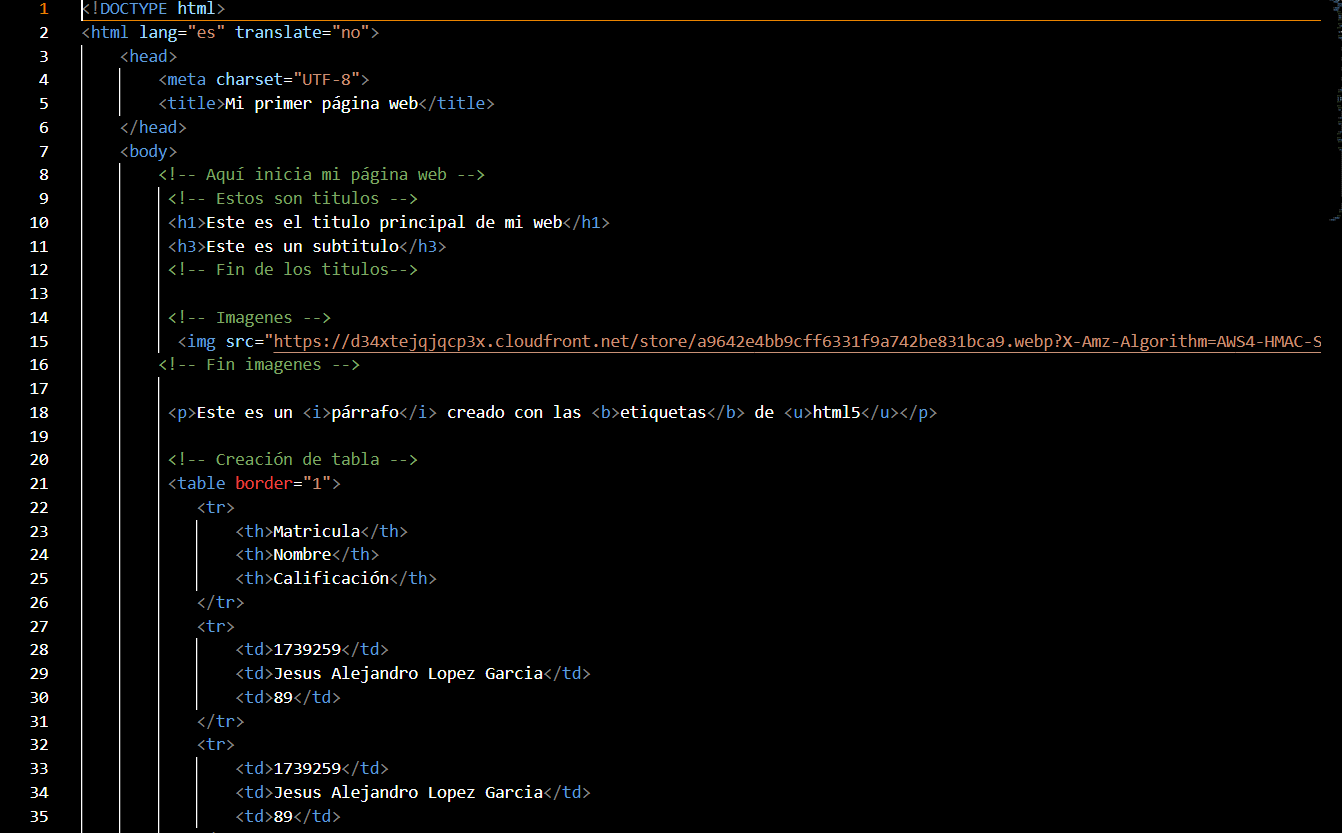 1 <!DOCTYPE html>
2 <html lang="es" translate="no">
3 <head>
4 <meta charset="UTF-8">
5 <title>Mi primer página web</title>
6 </head>
7 <body>
8 <!-- Aquí inicia mi página web -->
9 <!-- Estos son titulos -->
10 <h1>Este es el titulo principal de mi web</h1>
11 <h3>Este es un subtitulo</h3>
12 <!-- Fin de los titulos-->
13
14 <!-- Imagenes -->
15 <img src="https://d34xtejqjqcp3x.cloudfront.net/store/a9642e4bb9cff6331f9a742be831bca9.webp?X-Amz-Algorithm=AWS4-HMAC-S
16 <!-- Fin imagenes -->
17
18 <p>Este es un <i>párrafo</i> creado con las <b>etiquetas</b> de <u>html5</u></p>
19
20 <!-- Creación de tabla -->
21 <table border="1">
22 <tr>
23 <th>Matricula</th>
24 <th>Nombre</th>
25 <th>Calificación</th>
26 </tr>
27 <tr>
28 <td>1739259</td>
29 <td>Jesus Alejandro Lopez Garcia</td>
30 <td>89</td>
31 </tr>
32 <tr>
33 <td>1739259</td>
34 <td>Jesus Alejandro Lopez Garcia</td>
35 <td>89</td>